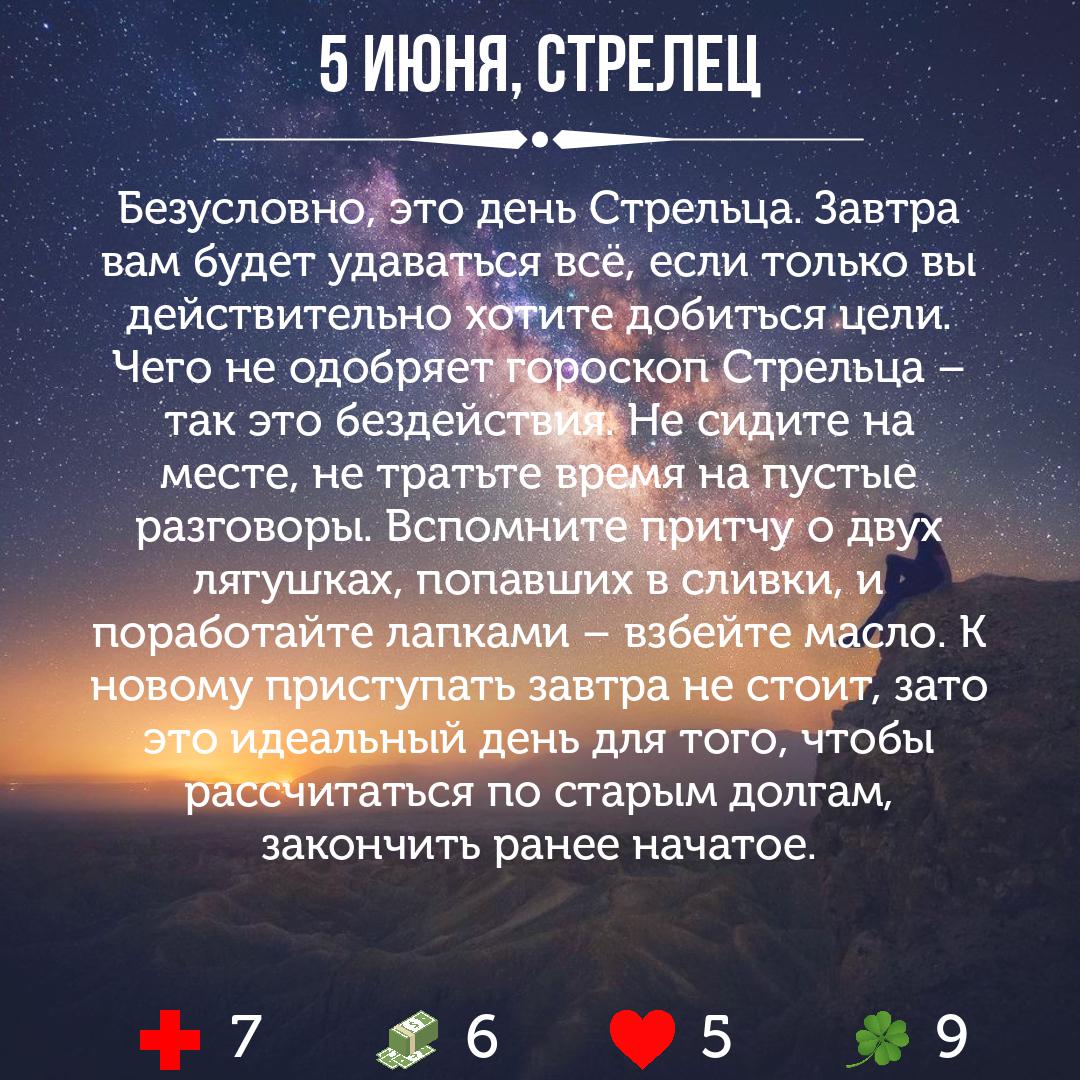 5 ИЮНЯ, СТРЕЛЕЦ
Безусловно, это день Стрельца. Завтра
вам будет удаваться всё, если только вы
действительно хотите добиться цели.
Чего не одобряет гороскоп Стрельца –
так это бездействия. Не сидите на
месте, не тратьте время на пустые
разговоры. Вспомните притчу о двух
лягушках, попавших в сливки, и
поработайте лапками – взбейте масло. К
новому приступать завтра не стоит, зато
это идеальный день для того, чтобы
рассчитаться по старым долгам,
закончить ранее начатое.
7 6 5 9